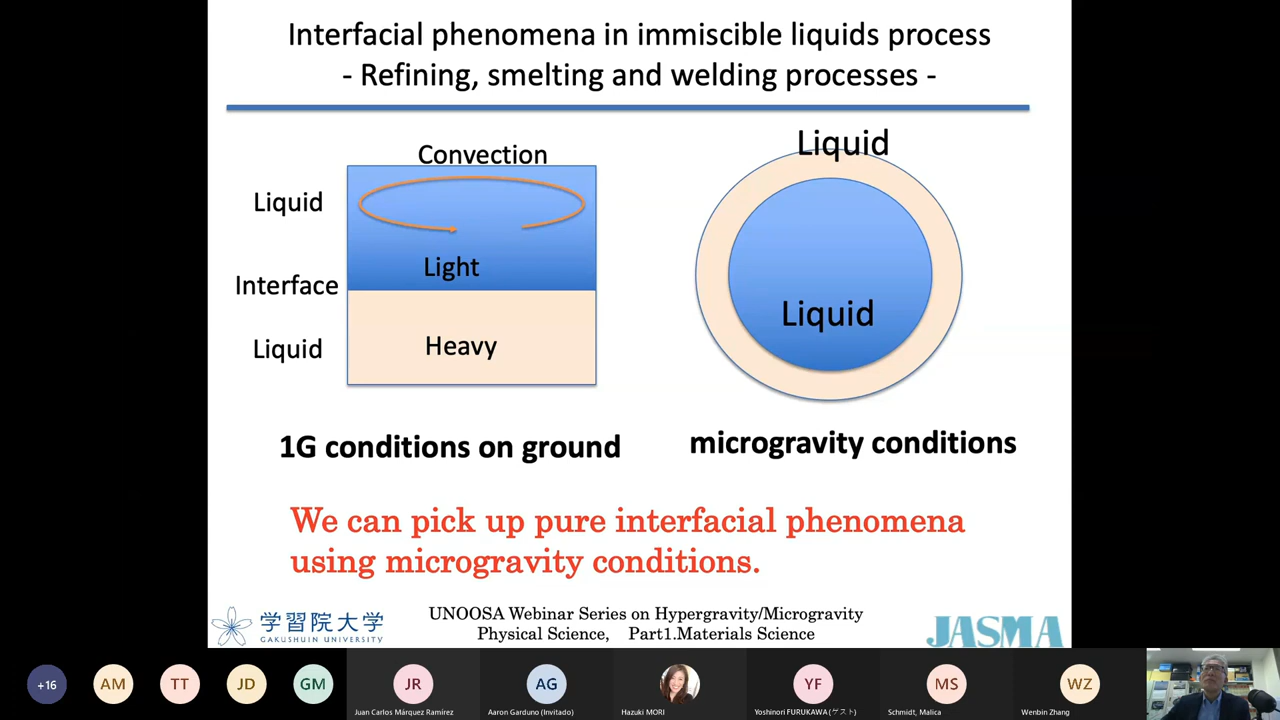 Interfacial phenomena in immiscible liquids process
- Refining, smelting and welding processes -
Convection
Liquid
Light
Interface
Liquid
Heavy
1G conditions on ground
Liquid
Liquid
microgravity conditions
We can pick up pure interfacial phenomena
using microgravity conditions.
学習院大学
GAKUSHUIN UNIVERSITY
UNOOSA Webinar Series on Hypergravity/Microgravity
Physical Science, Part1.Materials Science
JASMA
+16
AM
TT
JD
GM
JR
Juan Carlos Márquez Ramírez
AG
Aaron Garduno (Invitado)
Hazuki MORI
YF
Yoshinori FURUKAWA (ゲスト)
MS
Schmidt, Malica
WZ
Wenbin Zhang